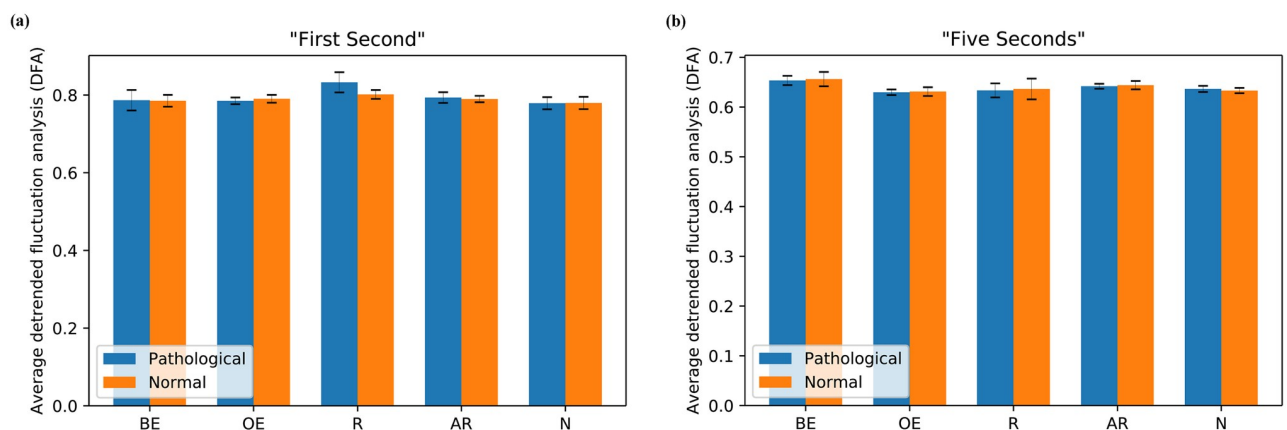 (a)
"First Second"
Average detrended fluctuation analysis (DFA)
0.8
0.6
0.4
0.2
0.0
Pathological
Normal
BE OE R AR N
(b)
"Five Seconds"
Average detrended fluctuation analysis (DFA)
0.7
0.6
0.5
0.4
0.3
0.2
0.1
0.0
Pathological
Normal
BE OE R AR N